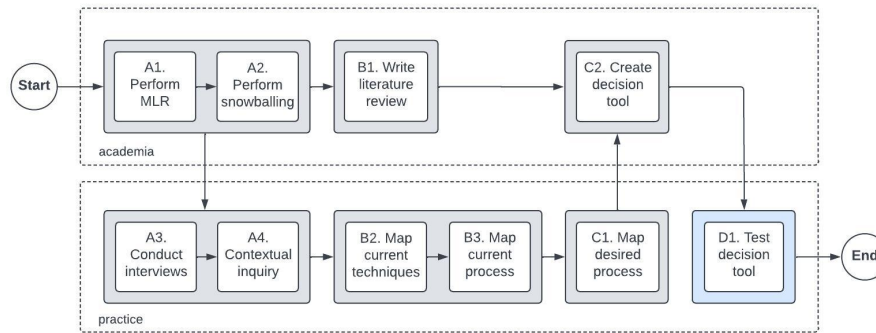 Start
A1.
Perform
MLR
A2.
Perform
snowballing
B1. Write
literature
review
C2. Create
decision
tool
academia
A3.
Conduct
interviews
A4.
Contextual
inquiry
B2. Map
current
techniques
B3. Map
current
process
C1. Map
desired
process
D1. Test
decision
tool
End
practice